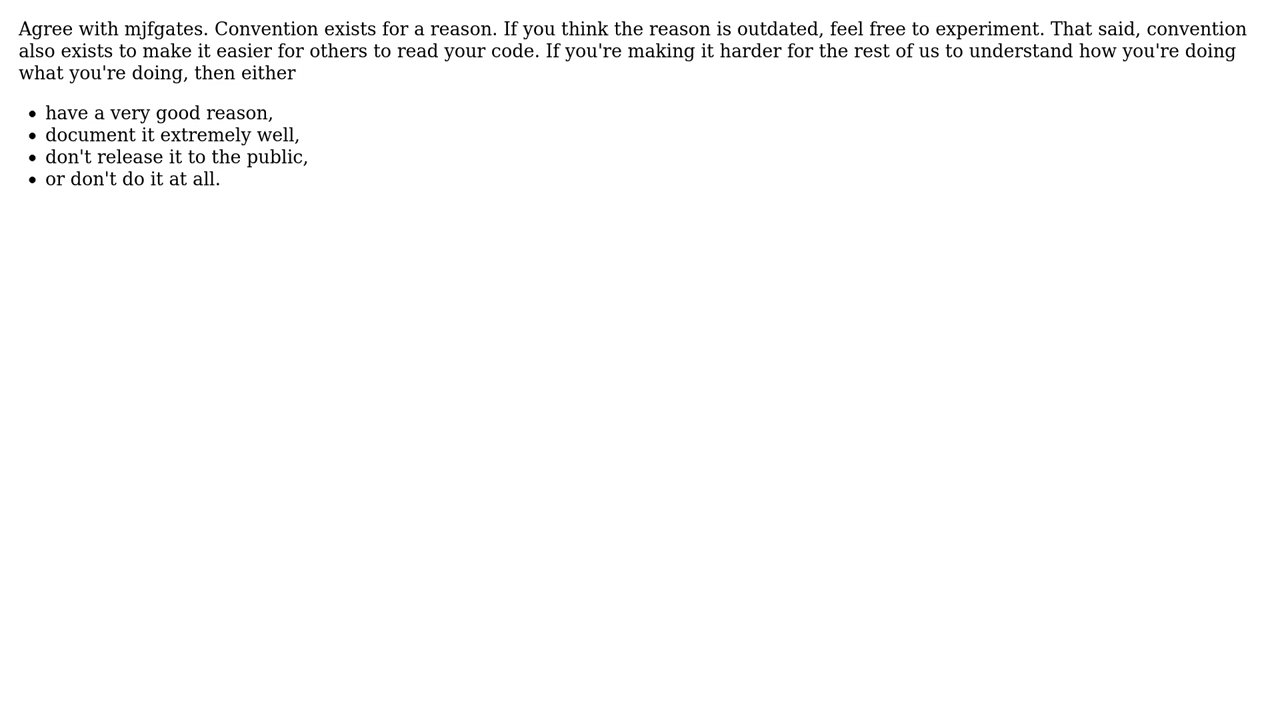 Agree with mjfgates. Convention exists for a reason. If you think the reason is outdated, feel free to experiment. That said, convention
also exists to make it easier for others to read your code. If you're making it harder for the rest of us to understand how you're doing
what you're doing, then either
• have a very good reason,
• document it extremely well,
• don't release it to the public,
• or don't do it at all.